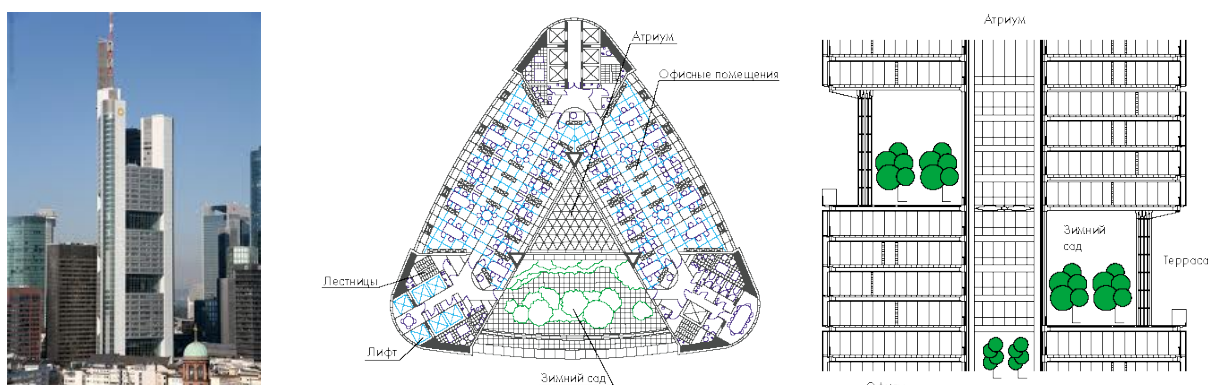 Атриум
Офисные помещения
Лестницы
Лифт
Зимний сад
Атриум
Зимний
сад
Терраса